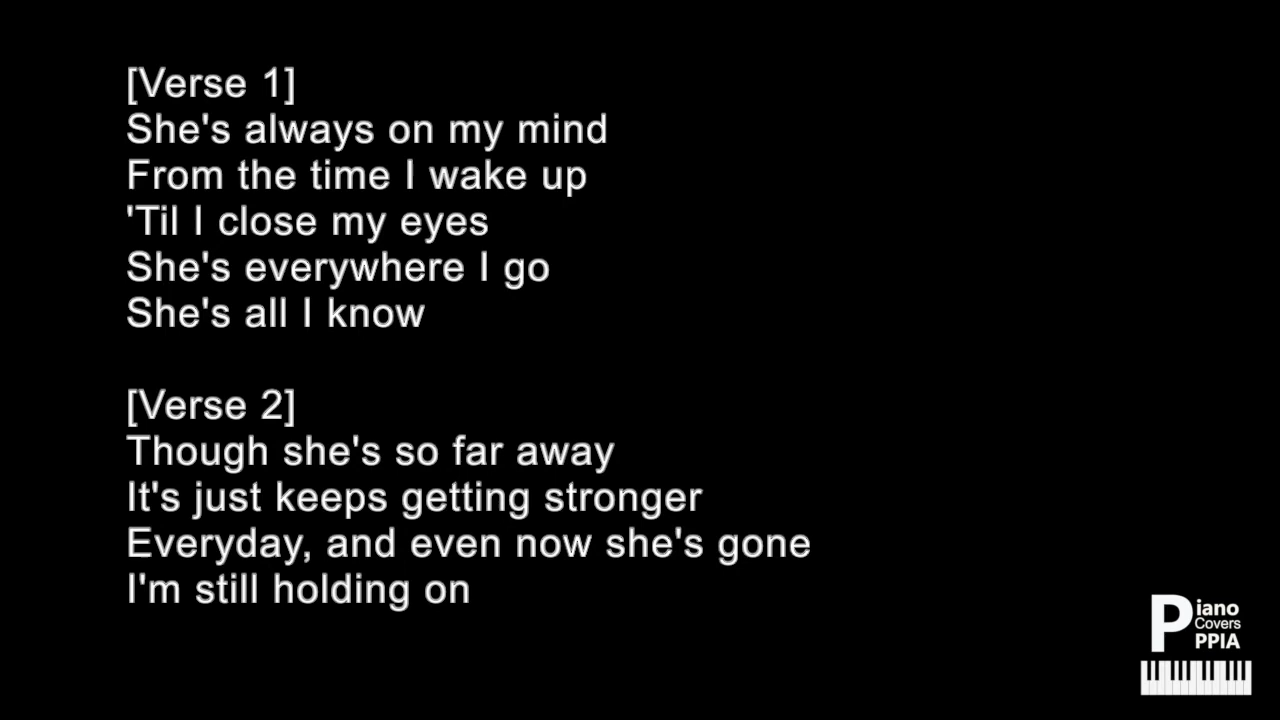 [Verse 1]
She's always on my mind
From the time I wake up
'Til I close my eyes
She's everywhere I go
She's all I know
[Verse 2]
Though she's so far away
It's just keeps getting stronger
Everyday, and even now she's gone
I'm still holding on
Piano
Covers
PPIA